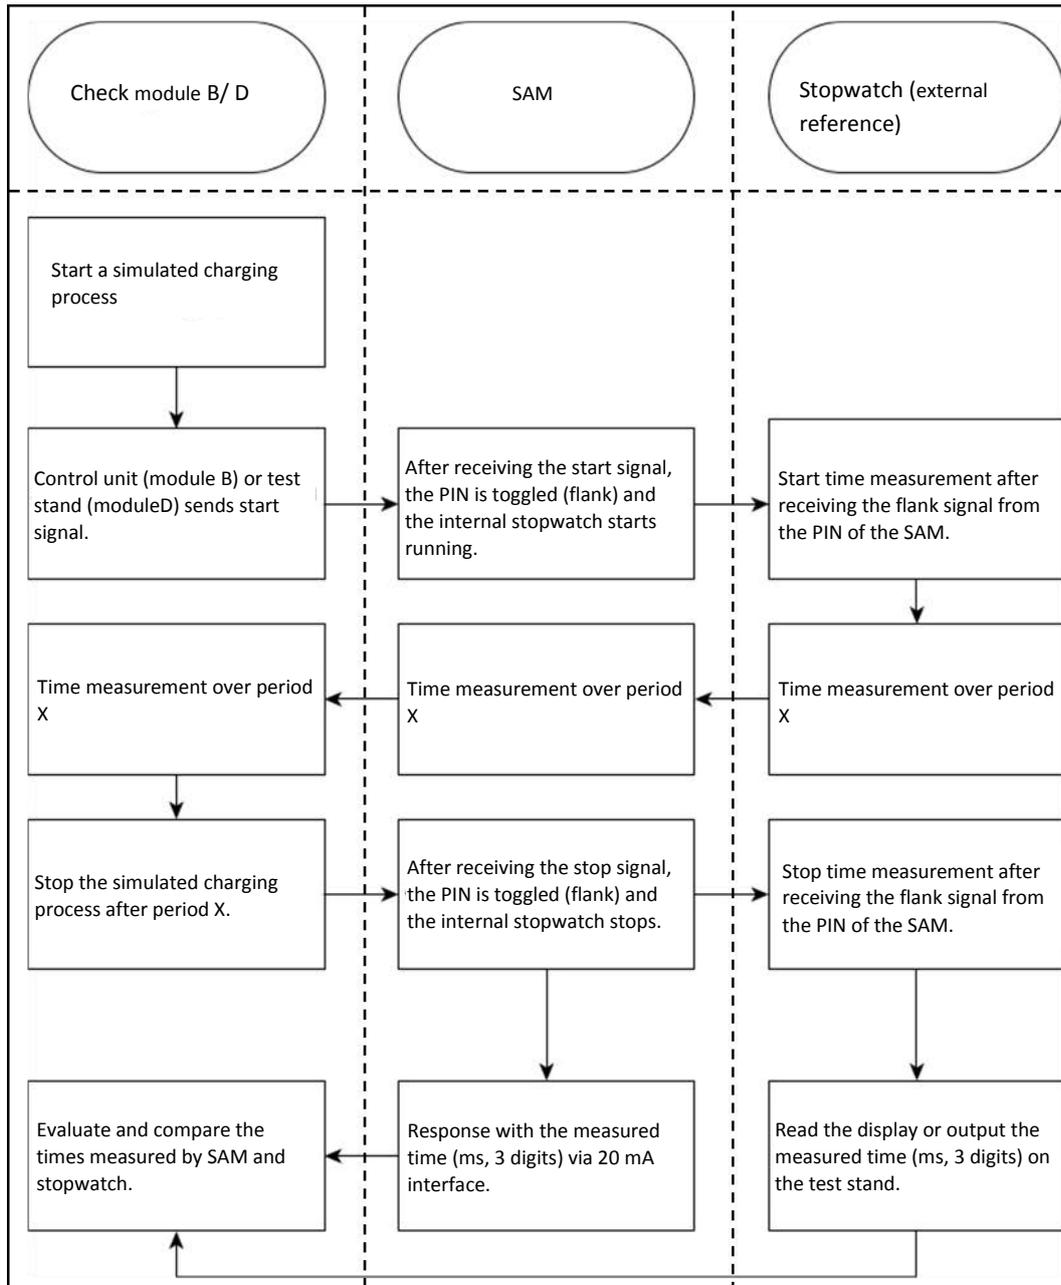 Check module B/ D
SAM
Stopwatch (external
reference)
Start a simulated charging
process
Control unit (module B) or test
stand (moduleD) sends start
signal.
After receiving the start signal,
the PIN is toggled (flank) and
the internal stopwatch starts
running.
Start time measurement after
receiving the flank signal from
the PIN of the SAM.
Time measurement over period
X
Time measurement over period
X
Time measurement over period
X
Stop the simulated charging
process after period X.
After receiving the stop signal,
the PIN is toggled (flank) and
the internal stopwatch stops.
Stop time measurement after
receiving the flank signal from
the PIN of the SAM.
Evaluate and compare the
times measured by SAM and
stopwatch.
Response with the measured
time (ms, 3 digits) via 20 mA
interface.
Read the display or output the
measured time (ms, 3 digits) on
the test stand.